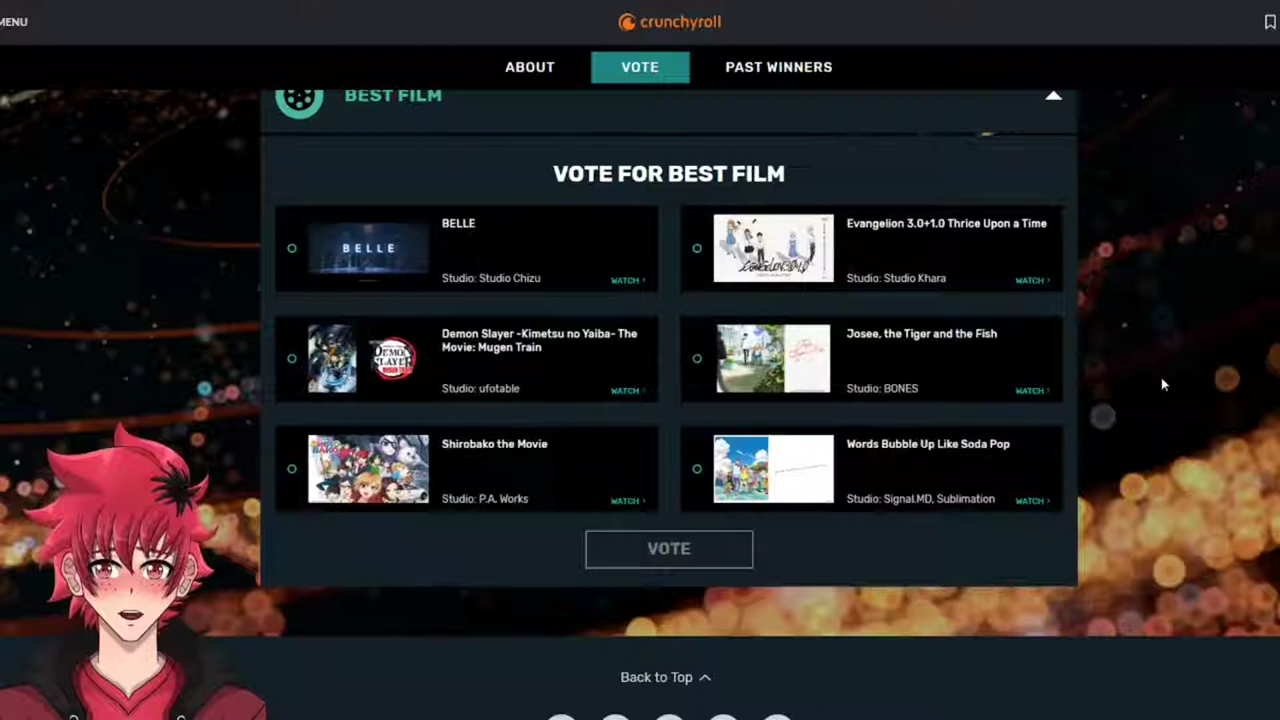 MENU
crunchyroll
ABOUT
VOTE
PAST WINNERS
BEST FILM
VOTE FOR BEST FILM
BELLE
BELLE
Studio: Studio Chizu
WATCH
Evangelion 3.0+1.0 Thrice Upon a Time
Studio: Studio Khara
WATCH
DEMON
SLAYER
Demon Slayer -Kimetsu no Yaiba- The
Movie: Mugen Train
Studio: ufotable
WATCH
Josee, the Tiger and the Fish
Studio: BONES
WATCH
Shirobako the Movie
Studio: P.A. Works
WATCH
Words Bubble Up Like Soda Pop
Studio: Signal.MD, Sublimation
WATCH
VOTE
Back to Top